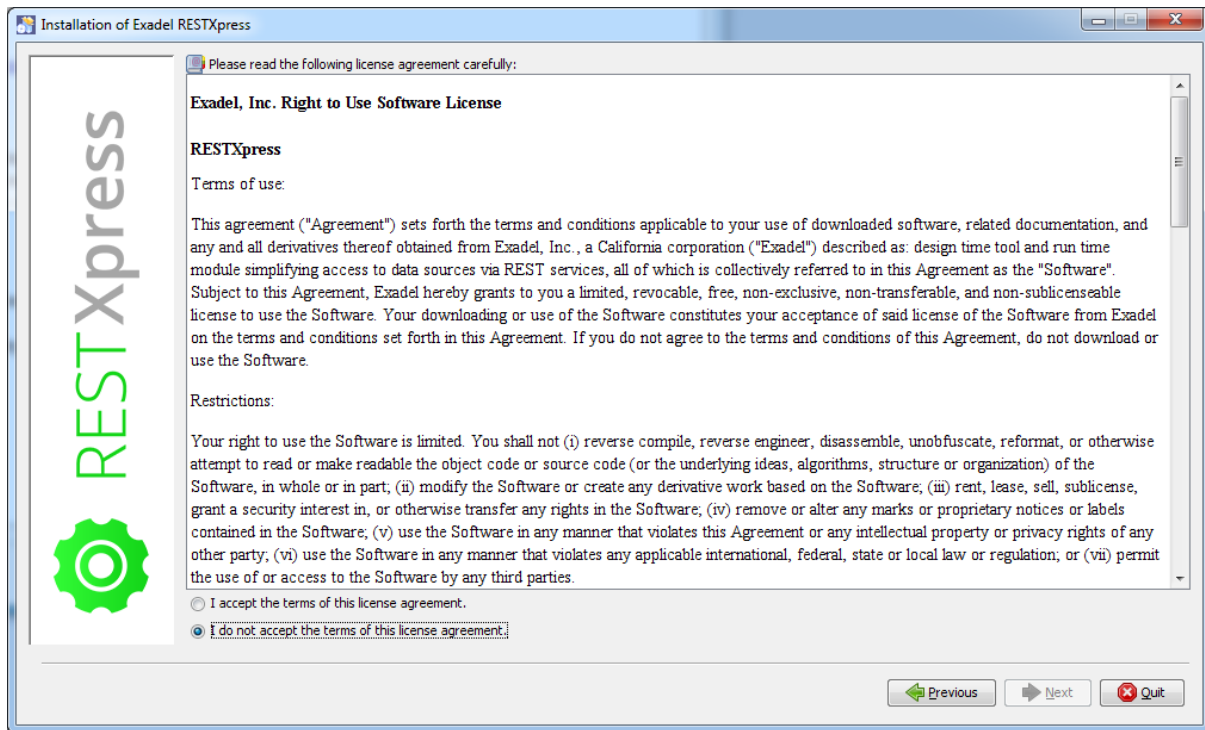 Installation of Exadel RESTXpress
RESTXpress
Please read the following license agreement carefully:
Exadel, Inc. Right to Use Software License
RESTXpress
Terms of use:
This agreement ("Agreement") sets forth the terms and conditions applicable to your use of downloaded software, related documentation, and
any and all derivatives thereof obtained from Exadel, Inc., a California corporation ("Exadel") described as: design time tool and run time
module simplifying access to data sources via REST services, all of which is collectively referred to in this Agreement as the "Software".
Subject to this Agreement, Exadel hereby grants to you a limited, revocable, free, non-exclusive, non-transferable, and non-sublicenseable
license to use the Software. Your downloading or use of the Software constitutes your acceptance of said license of the Software from Exadel
on the terms and conditions set forth in this Agreement. If you do not agree to the terms and conditions of this Agreement, do not download or
use the Software.
Restrictions:
Your right to use the Software is limited. You shall not (i) reverse compile, reverse engineer, disassemble, unobfuscate, reformat, or otherwise
attempt to read or make readable the object code or source code (or the underlying ideas, algorithms, structure or organization) of the
Software, in whole or in part; (ii) modify the Software or create any derivative work based on the Software; (iii) rent, lease, sell, sublicense,
grant a security interest in, or otherwise transfer any rights in the Software; (iv) remove or alter any marks or proprietary notices or labels
contained in the Software; (v) use the Software in any manner that violates this Agreement or any intellectual property or privacy rights of any
other party; (vi) use the Software in any manner that violates any applicable international, federal, state or local law or regulation; or (vii) permit
the use of or access to the Software by any third parties.
I accept the terms of this license agreement.
I do not accept the terms of this license agreement.
Previous
Next
Quit